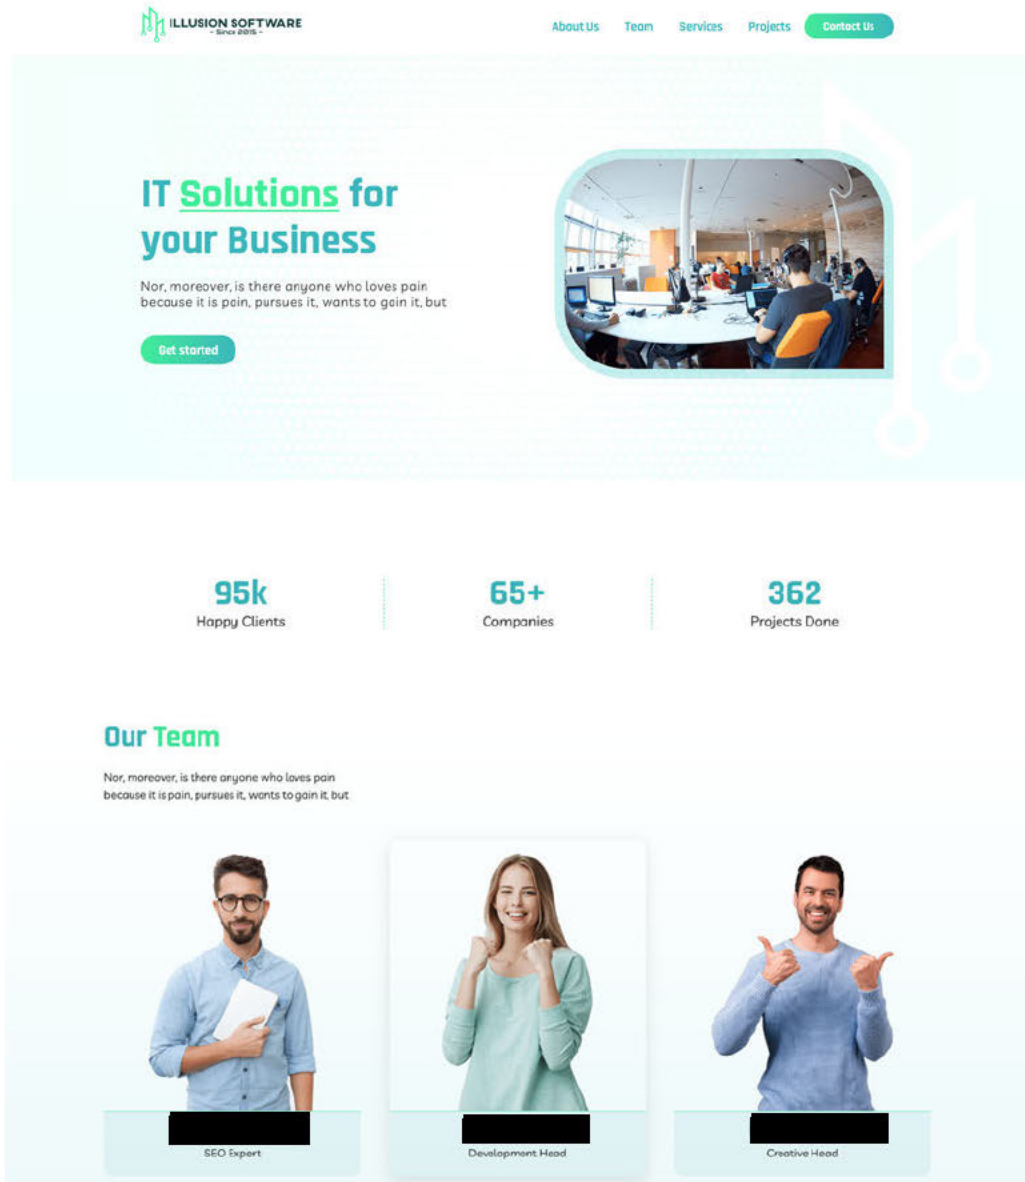 ILLUSION SOFTWARE
- Since 2015 -
About Us Team Services Projects Contact Us
IT Solutions for
your Business
Nor, moreover, is there anyone who loves pain
because it is pain, pursues it, wants to gain it, but
Get started
95k 65+ 362
Happy Clients Companies Projects Done
Our Team
Nor, moreover, is there anyone who loves pain
because it is pain, pursues it, wants to gain it, but
SEO Expert Development Head Creative Head